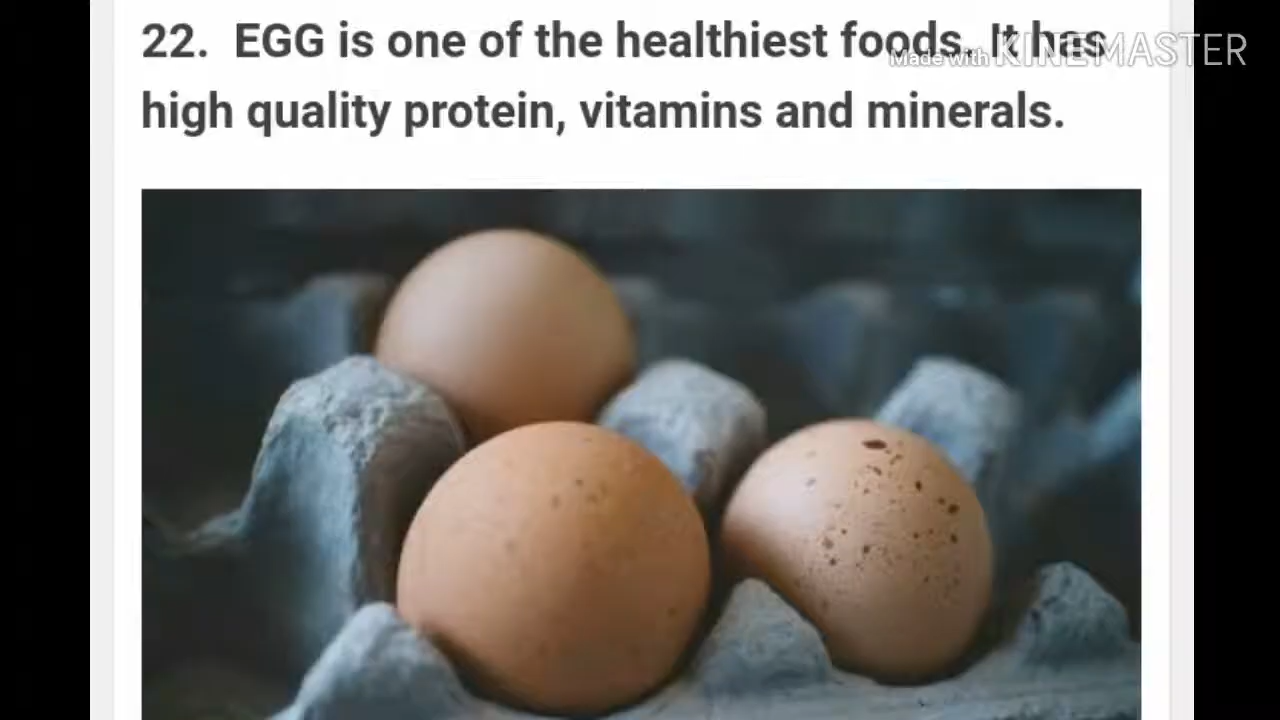 22. EGG is one of the healthiest foods. It has
high quality protein, vitamins and minerals.
Made with KINEMASTER